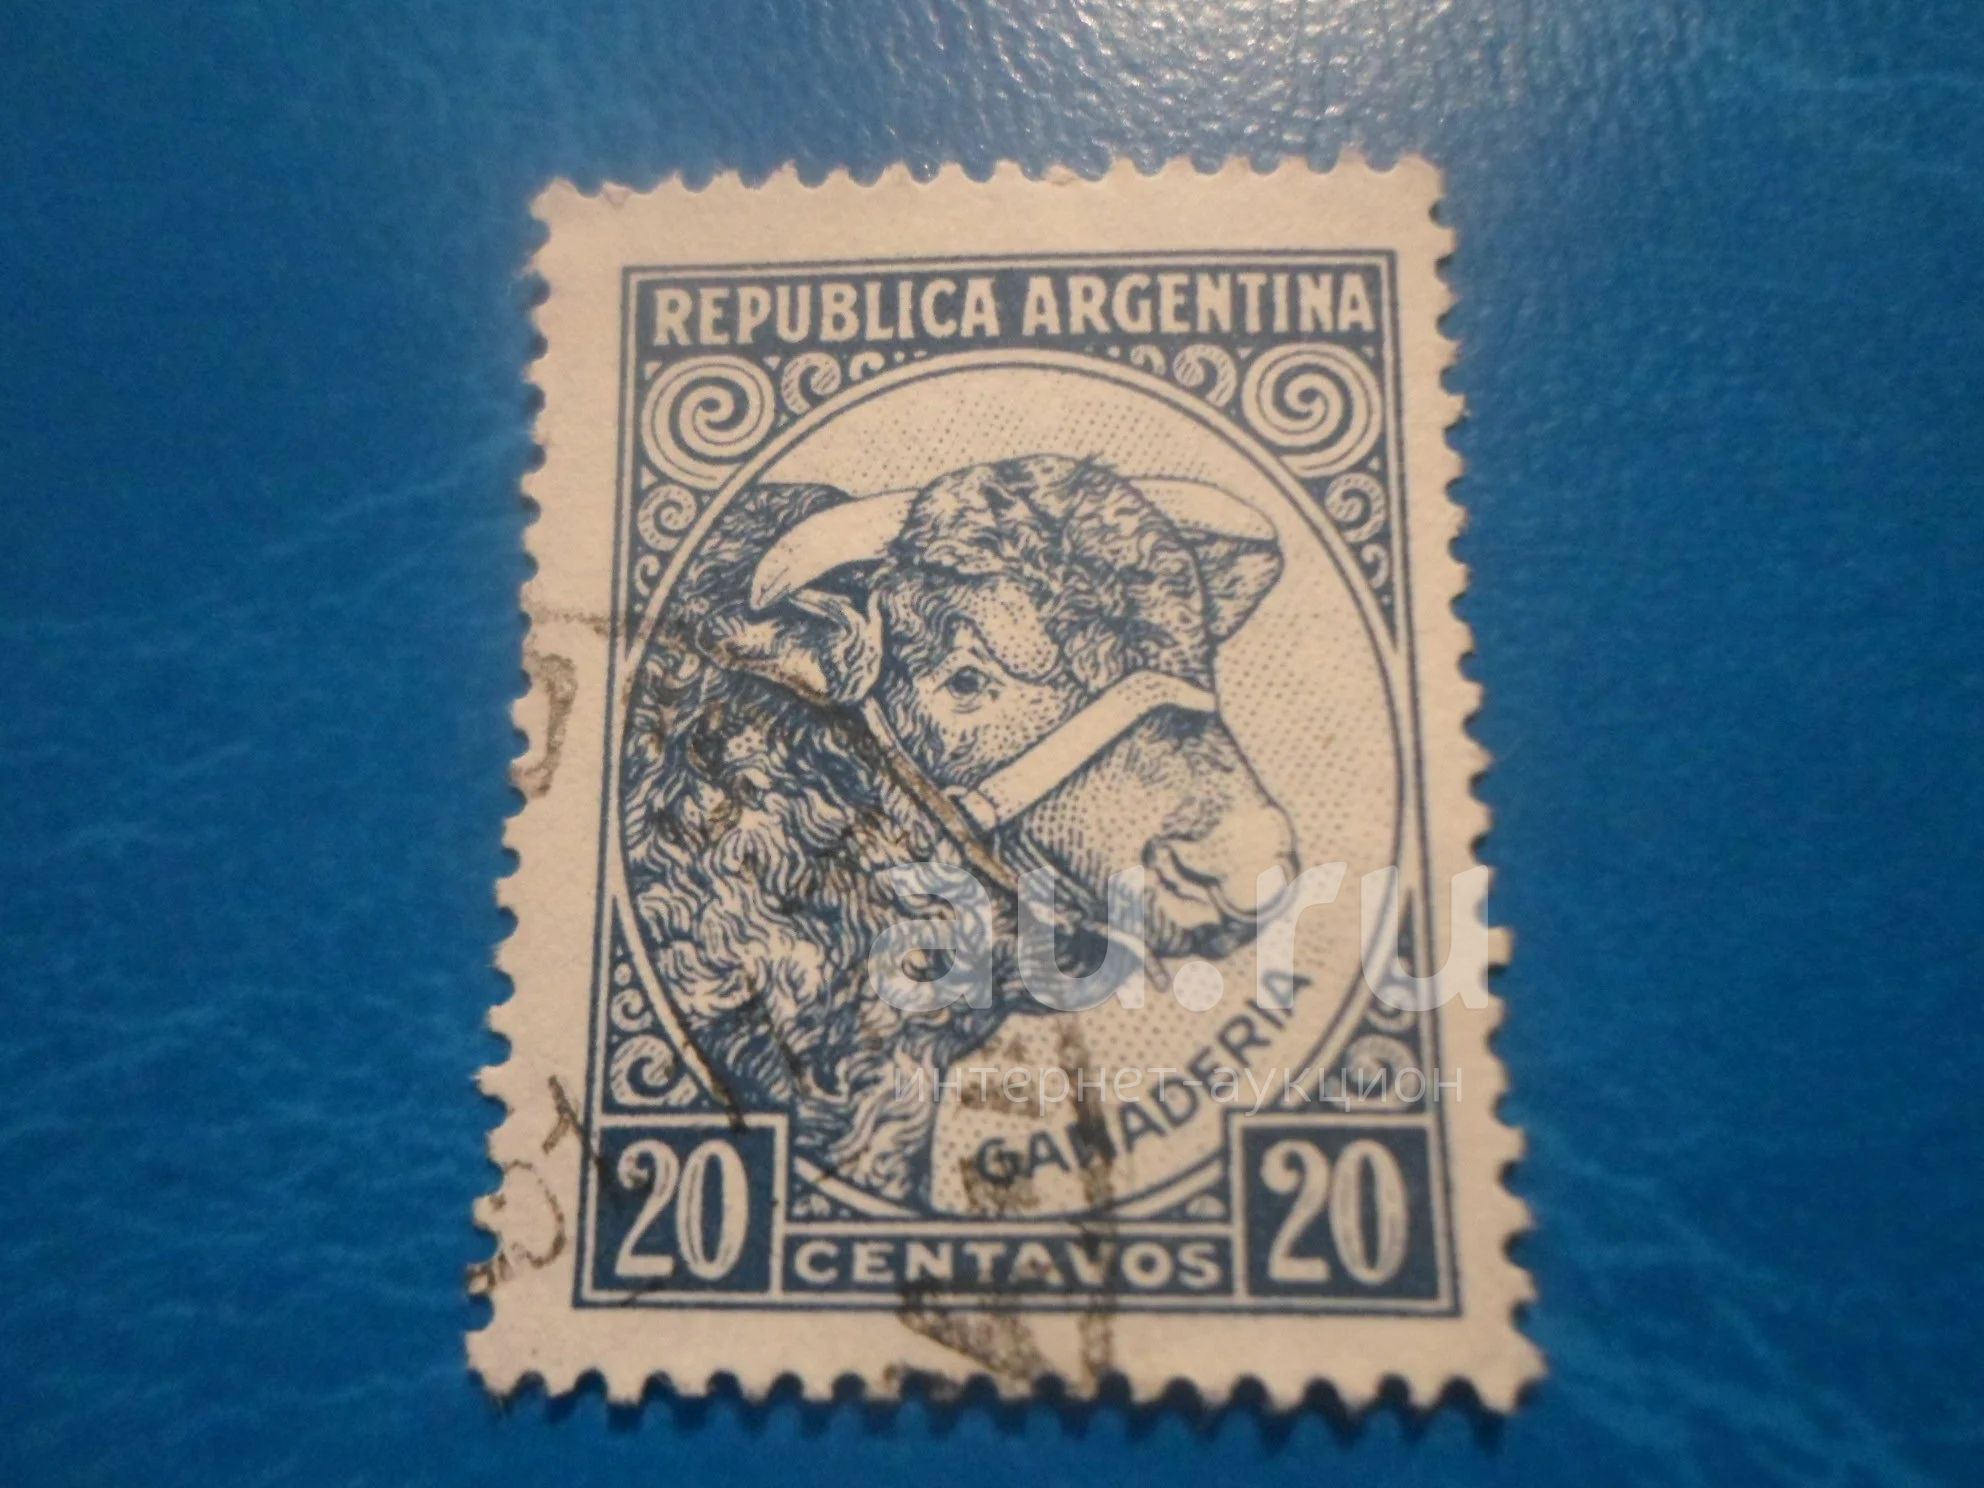 REPUBLICA ARGENTINA
au.ru
GANADERIA
интернет-аукцион
20 CENTAVOS 20